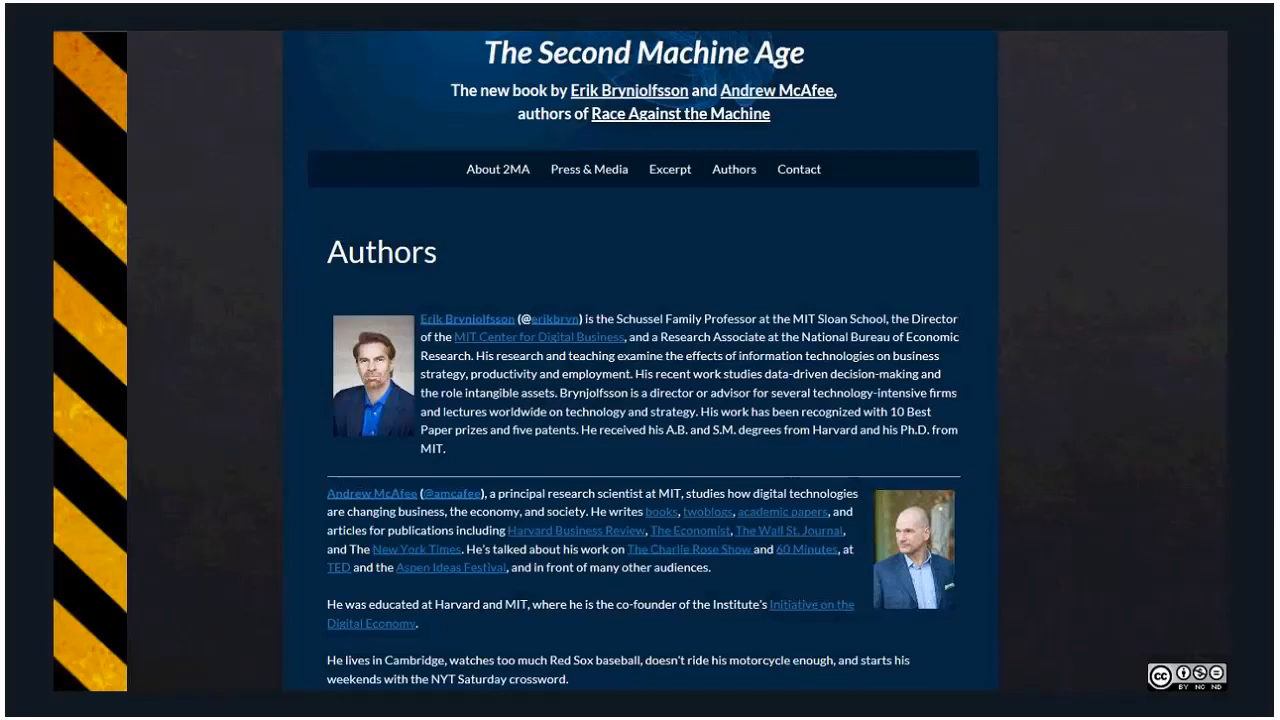 The Second Machine Age
The new book by Erik Brynjolfsson and Andrew McAfee,
authors of Race Against the Machine
About 2MA Press & Media Excerpt Authors Contact
Authors
Erik Brynjolfsson (@erikbryn) is the Schussel Family Professor at the MIT Sloan School, the Director
of the MIT Center for Digital Business, and a Research Associate at the National Bureau of Economic
Research. His research and teaching examine the effects of information technologies on business
strategy, productivity and employment. His recent work studies data-driven decision-making and
the role intangible assets. Brynjolfsson is a director or advisor for several technology-intensive firms
and lectures worldwide on technology and strategy. His work has been recognized with 10 Best
Paper prizes and five patents. He received his A.B. and S.M. degrees from Harvard and his Ph.D. from
MIT.
Andrew McAfee (@amcafee), a principal research scientist at MIT, studies how digital technologies
are changing business, the economy, and society. He writes books, twoblogs, academic papers, and
articles for publications including Harvard Business Review, The Economist, The Wall St. Journal,
and The New York Times. He's talked about his work on The Charlie Rose Show and 60 Minutes, at
TED and the Aspen Ideas Festival, and in front of many other audiences.
He was educated at Harvard and MIT, where he is the co-founder of the Institute's Initiative on the
Digital Economy.
He lives in Cambridge, watches too much Red Sox baseball, doesn't ride his motorcycle enough, and starts his
weekends with the NYT Saturday crossword.
cc
BY NC ND